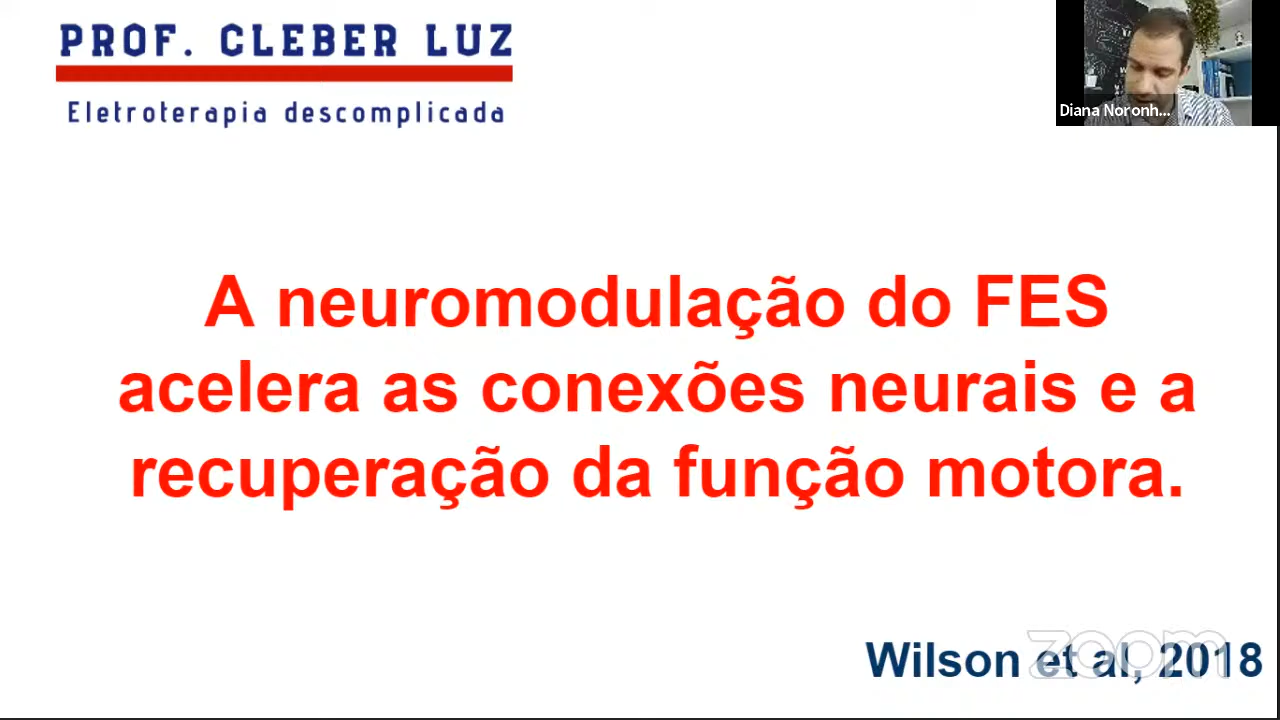 PROF. CLEBER LUZ
Eletroterapia descomplicada
Diana Noronh...
A neuromodulação do FES
acelera as conexões neurais e a
recuperação da função motora.
Wilson et al, 2018
zoom